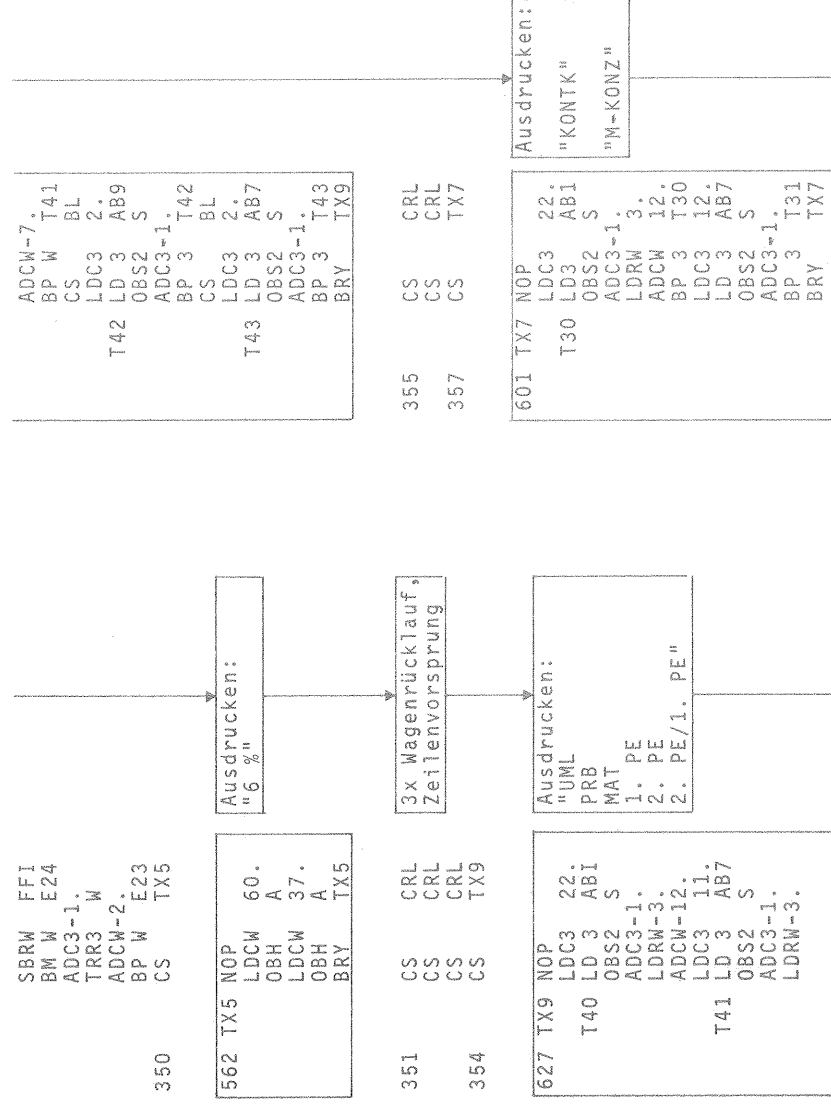 SBRW FFI
BM W E24
ADC3-1.
TRR3 W
ADCW-2.
BP W E23
350 CS TX5
562 TX5 NOP
LDCW 60.
OBH A
LDCW 37.
OBH A
BRY TX5
Ausdrucken:
"6 %"
351 CS CRL
CS CRL
CS CRL
354 CS TX9
3x Wagenrücklauf,
Zeilenvorsprung
627 TX9 NOP
LDC3 22.
T40 LD 3 ABI
OBS2 S
ADC3-1.
LDRW-3.
ADCW-12.
LDC3 11.
T41 LD 3 AB7
OBS2 S
ADC3-1.
LDRW-3.
Ausdrucken:
"UML
PRB
MAT
1. PE
2. PE
2. PE/1. PE"
ADCW-7.
BP W T41
CS BL
LDC3 2.
T42 LD 3 AB9
OBS2 S
ADC3-1.
BP 3 T42
CS BL
LDC3 2.
T43 LD 3 AB7
OBS2 S
ADC3-1.
BP 3 T43
BRY TX9
355 CS CRL
CS CRL
357 CS TX7
601 TX7 NOP
LDC3 22.
T30 LD3 AB1
OBS2 S
ADC3-1.
LDRW 3.
ADCW 12.
BP 3 T30
LDC3 12.
LD 3 AB7
OBS2 S
ADC3-1.
BP 3 T31
BRY TX7
Ausdrucken:
"KONTK"
"M-KONZ"